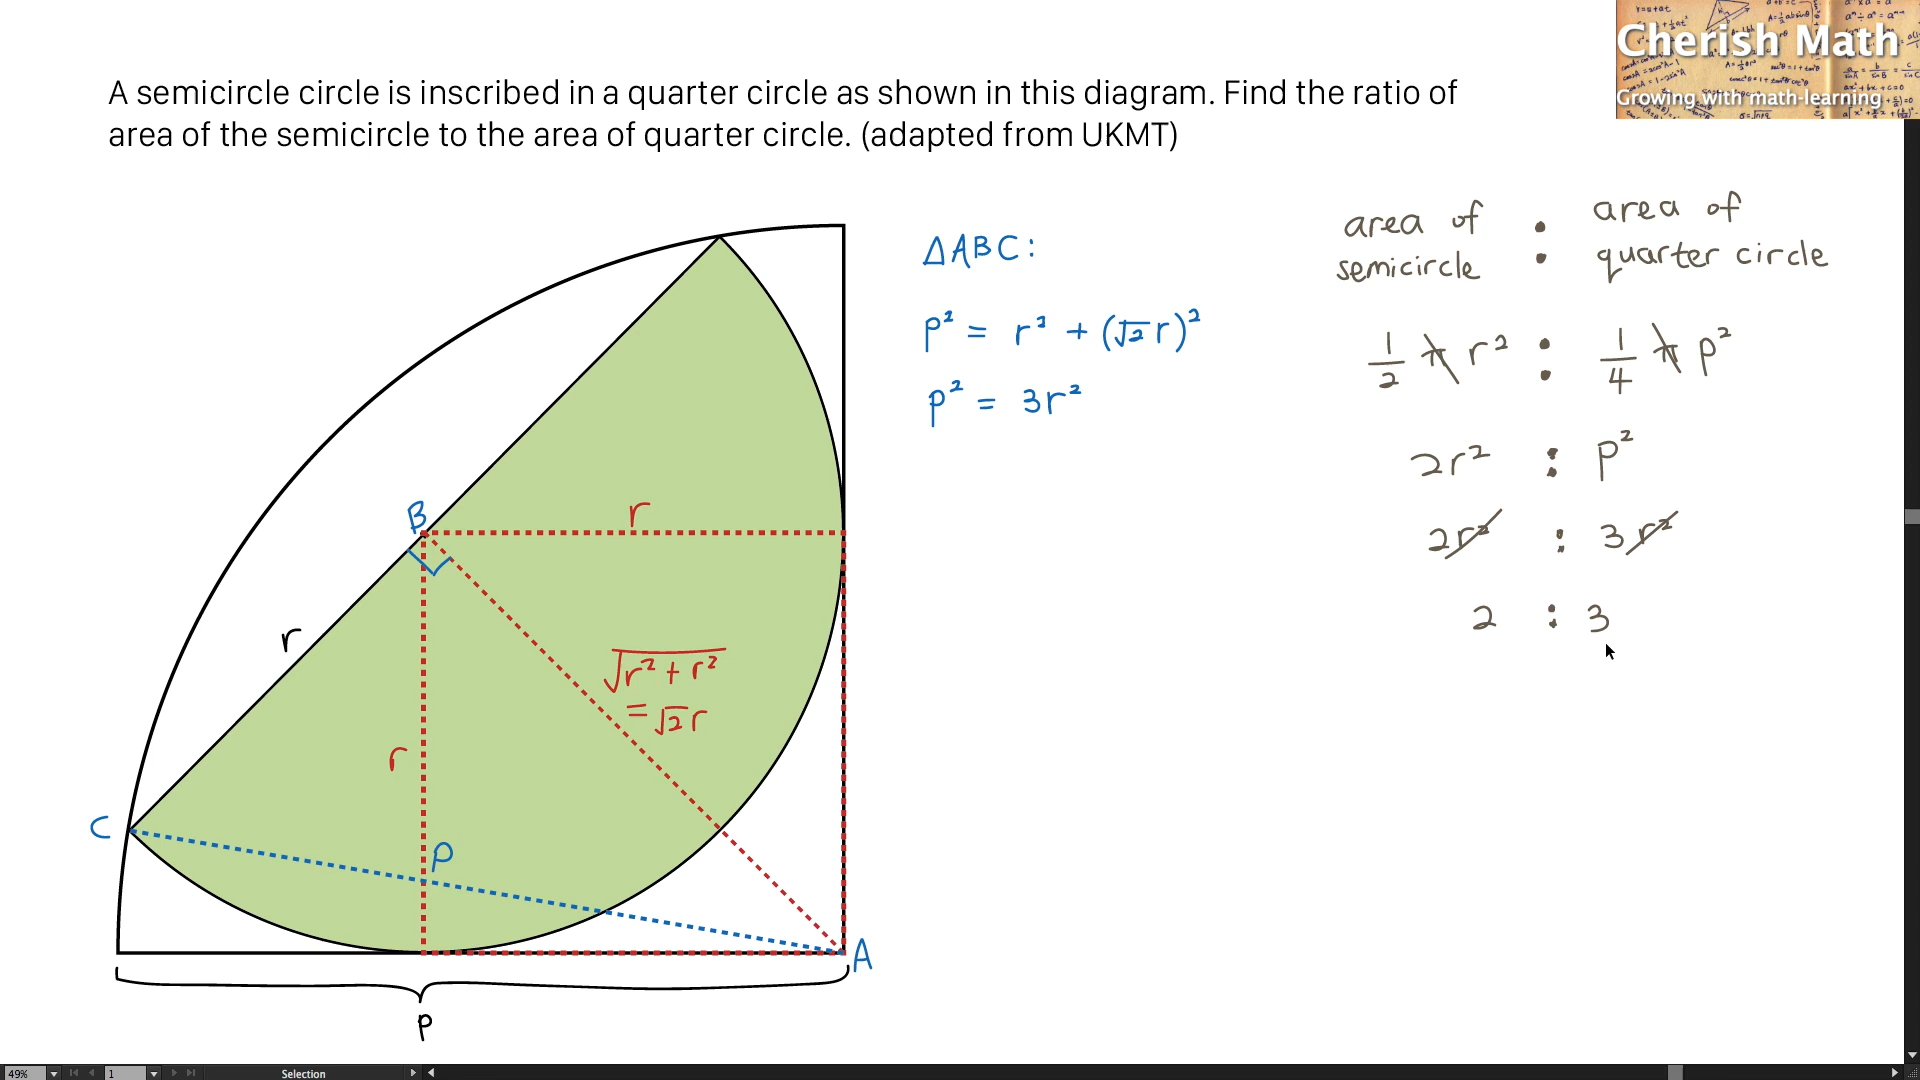 Cherish Math
Growing with math-learning
A semicircle circle is inscribed in a quarter circle as shown in this diagram. Find the ratio of
area of the semicircle to the area of quarter circle. (adapted from UKMT)
△ABC:
p² = r² + (√2 r)²
p² = 3r²
area of semicircle : area of quarter circle
1/2 π r² : 1/4 π p²
2r² : p²
2r² : 3r²
2 : 3
B
r
r
√(r² + r²)
= √2 r
r
C
p
A
p
49%
1
Selection